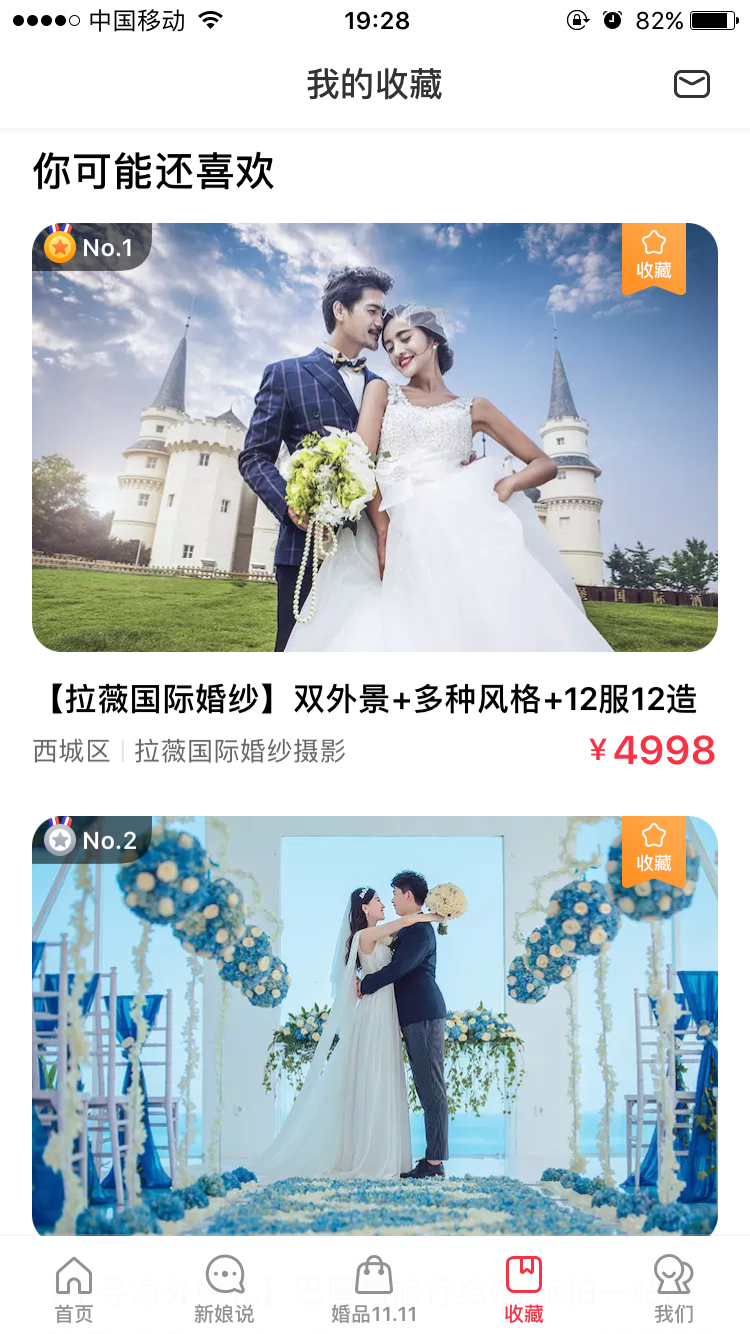 中国移动
19:28
82%
我的收藏
你可能还喜欢
No.1
收藏
【拉薇国际婚纱】双外景+多种风格+12服12造
西城区 拉薇国际婚纱摄影
¥4998
No.2
收藏
首页
新娘说
婚品11.11
收藏
我们